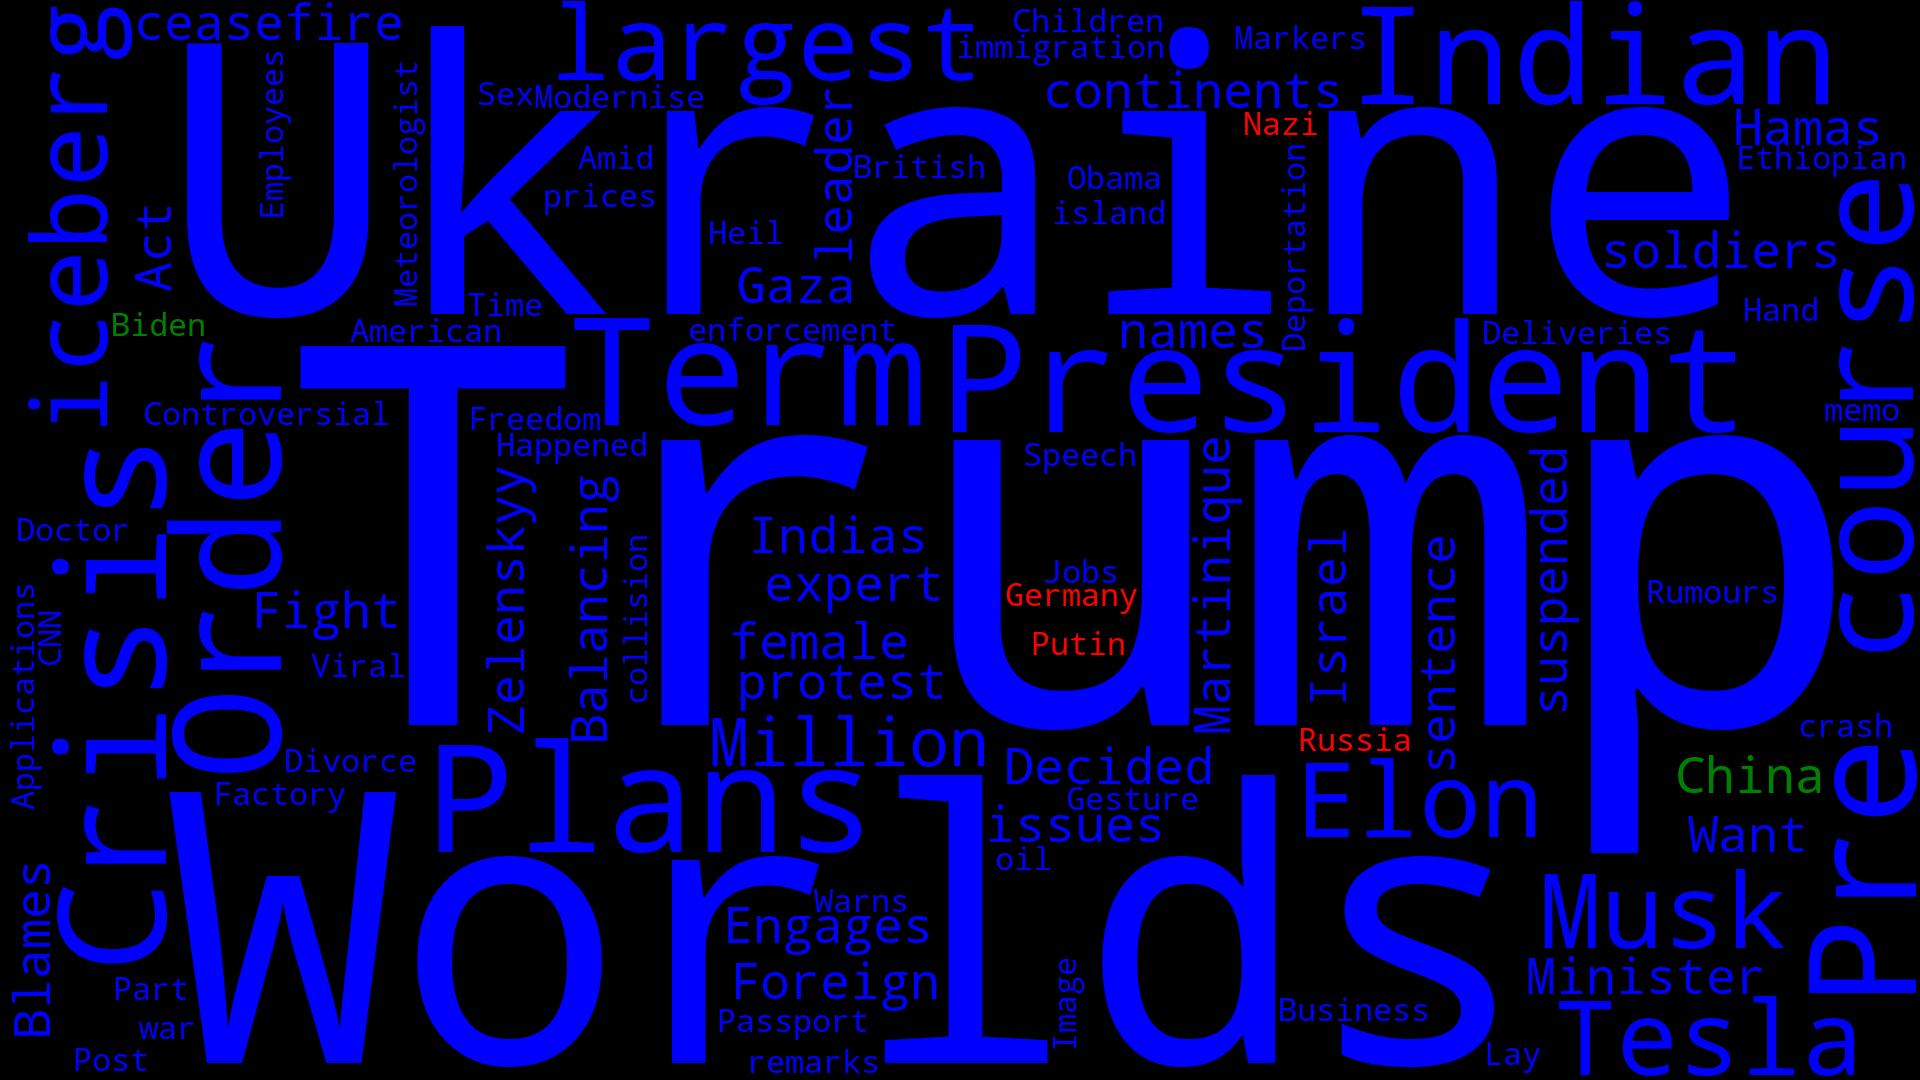 ceasefire
largest
Children
immigration
Markers
Indian
iceberg
Employees
Meteorologist
Sex
Modernise
leader
continents
Nazi
Hamas
Ethiopian
Ukraine
Amid
prices
British
Obama
island
Deportation
Act
Heil
Gaza
soldiers
course
Time
Hand
Biden
American
Term
enforcement
President
names
Deliveries
Controversial
Freedom
Happened
memo
order
Trump
Speech
Crisis
Zelenskyy
Balancing
collision
Indias
expert
Jobs
Germany
Putin
Martinique
Israel
sentence
suspended
Rumours
Doctor
Applications
CNN
Fight
Viral
female
protest
Million
Russia
crash
Divorce
Factory
Plans
Decided
Gesture
issues
oil
Elon
China
Want
Pre
Worlds
Blames
Warns
Engages
Foreign
Musk
Minister
Image
Business
Part
war
Post
Passport
remarks
Lay
Tesla